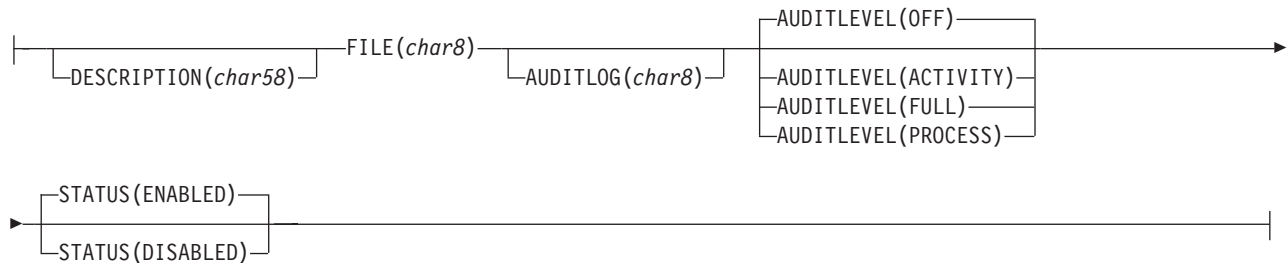 AUDITLEVEL(OFF)
FILE(char8)
DESCRIPTION(char58)
AUDITLOG(char8)
AUDITLEVEL(ACTIVITY)
AUDITLEVEL(FULL)
AUDITLEVEL(PROCESS)
STATUS(ENABLED)
STATUS(DISABLED)